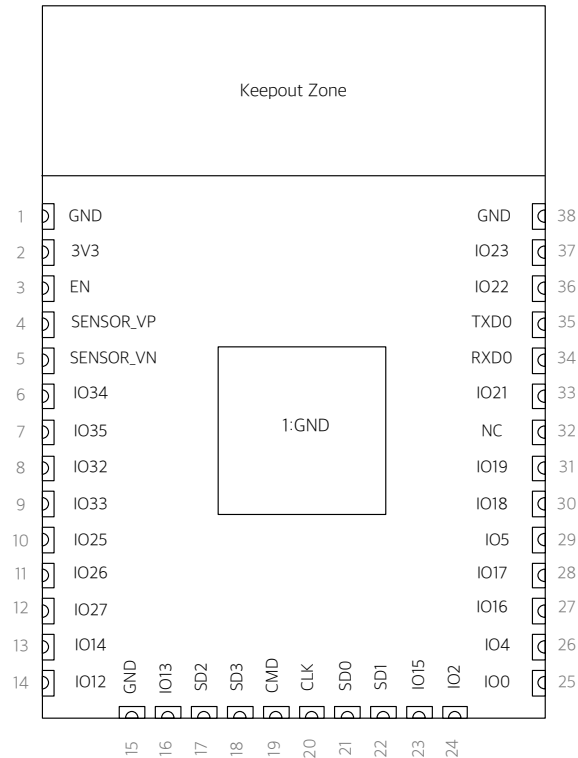 Keepout Zone
1 GND GND 38
2 3V3 IO23 37
3 EN IO22 36
4 SENSOR_VP TXD0 35
5 SENSOR_VN RXD0 34
6 IO34 IO21 33
7 IO35 1:GND NC 32
8 IO32 IO19 31
9 IO33 IO18 30
10 IO25 IO5 29
11 IO26 IO17 28
12 IO27 IO16 27
13 IO14 IO4 26
14 IO12 IO0 25
GND IO13 SD2 SD3 CMD CLK SD0 SD1 IO15 IO2
15 16 17 18 19 20 21 22 23 24